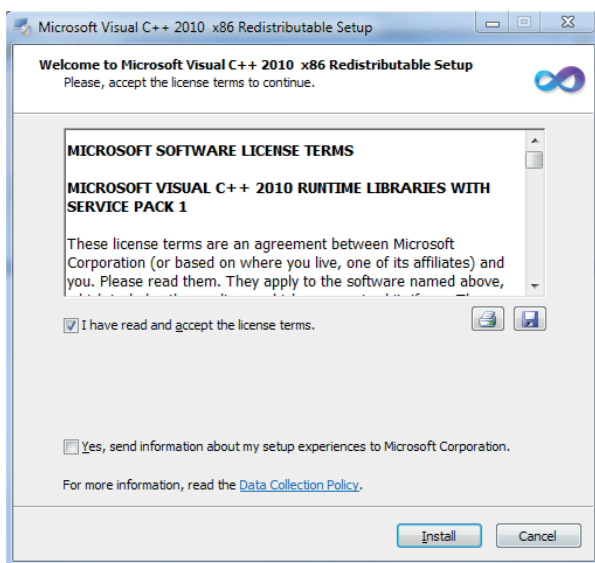 Microsoft Visual C++ 2010  x86 Redistributable Setup
Welcome to Microsoft Visual C++ 2010  x86 Redistributable Setup
Please, accept the license terms to continue.
MICROSOFT SOFTWARE LICENSE TERMS
MICROSOFT VISUAL C++ 2010 RUNTIME LIBRARIES WITH
SERVICE PACK 1
These license terms are an agreement between Microsoft
Corporation (or based on where you live, one of its affiliates) and
you. Please read them. They apply to the software named above,
I have read and accept the license terms.
Yes, send information about my setup experiences to Microsoft Corporation.
For more information, read the Data Collection Policy.
Install
Cancel